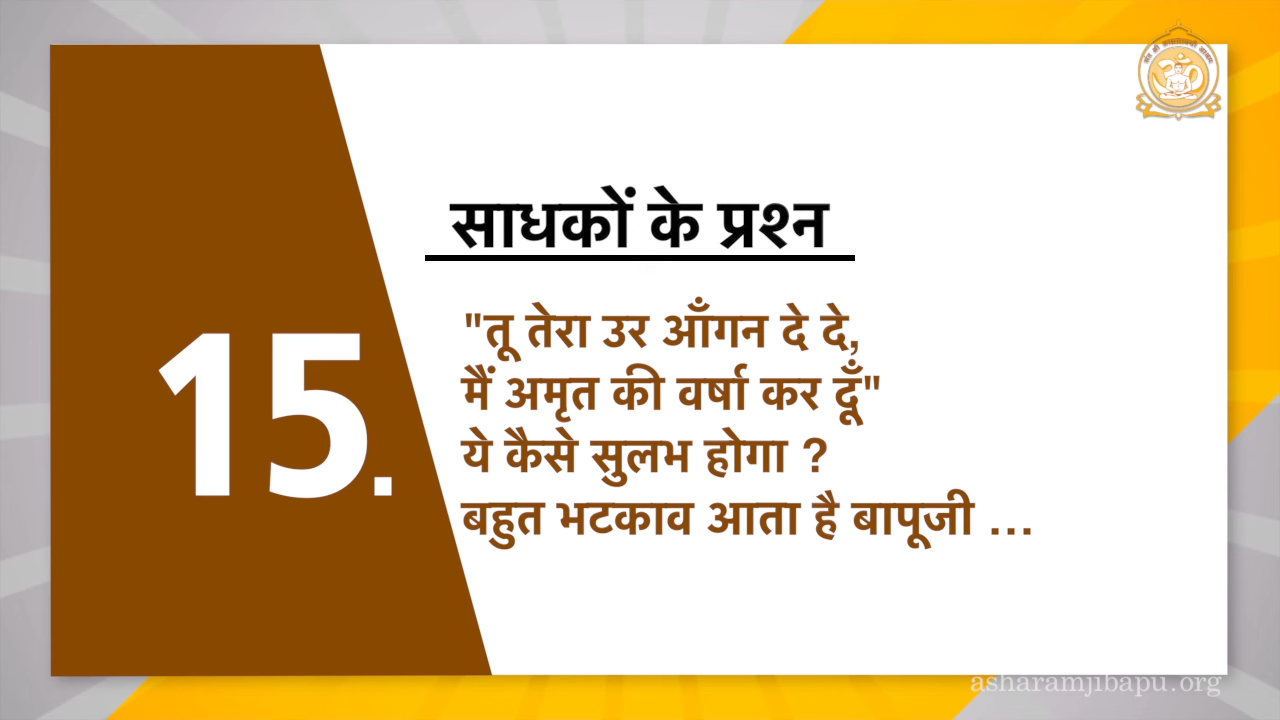 साधकों के प्रश्न
15.
"तू तेरा उर आँगन दे दे,
मैं अमृत की वर्षा कर दूँ"
ये कैसे सुलभ होगा ?
बहुत भटकाव आता है बापूजी ...
asharamjibapu.org